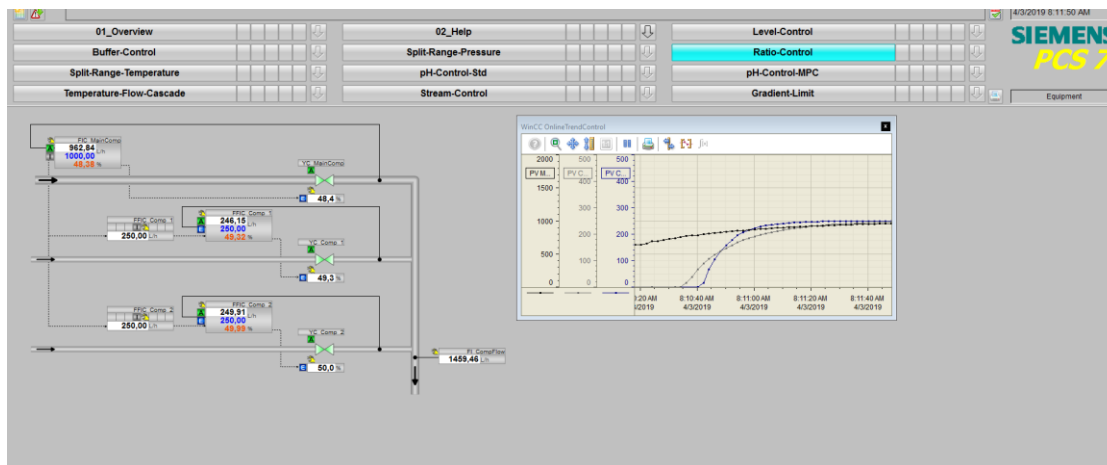 4/3/2019 8:11:50 AM
01_Overview
02_Help
Level-Control
Buffer-Control
Split-Range-Pressure
Ratio-Control
Split-Range-Temperature
pH-Control-Std
pH-Control-MPC
Temperature-Flow-Cascade
Stream-Control
Gradient-Limit
SIEMENS
PCS 7
Equipment
FIC_MainComp
962,84 L/h
1000,00
48,38 %
YC_MainComp
48,4 %
FFIC_Comp_1
250,00 L/h
FFIC_Comp_1
246,15 L/h
250,00
49,32 %
YC_Comp_1
49,3 %
FFIC_Comp_2
250,00 L/h
FFIC_Comp_2
249,91 L/h
250,00
49,99 %
YC_Comp_2
50,0 %
FI_CompFlow
1459,46 L/h
WinCC OnlineTrendControl
2000 500 500
PV M... PV C... PV C...
1500 400 400
300 300
1000
200 200
500
100 100
0 0 0
:20 AM 8:10:40 AM 8:11:00 AM 8:11:20 AM 8:11:40 AM
/2019 4/3/2019 4/3/2019 4/3/2019 4/3/2019